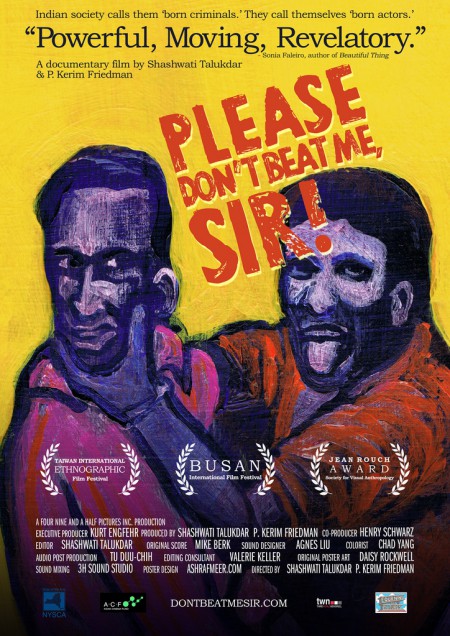 Indian society calls them ‘born criminals.’ They call themselves ‘born actors.’
“Powerful, Moving, Revelatory.”
- Sonia Faleiro, author of Beautiful Thing
A documentary film by Shashwati Talukdar
& P. Kerim Friedman
PLEASE
DON'T BEAT ME,
SIR!
TAIWAN INTERNATIONAL
ETHNOGRAPHIC
Film Festival
BUSAN
International Film Festival
JEAN ROUCH
AWARD
Society for Visual Anthropology
A FOUR NINE AND A HALF PICTURES INC. PRODUCTION
EXECUTIVE PRODUCER KURT ENGFEHR PRODUCED BY SHASHWATI TALUKDAR P. KERIM FRIEDMAN CO-PRODUCER HENRY SCHWARZ
EDITOR SHASHWATI TALUKDAR ORIGINAL SCORE MIKE BERK SOUND DESIGNER AGNES LIU COLORIST CHAD YANG
AUDIO POST PRODUCTION TU DUU-CHIH EDITING CONSULTANT VALERIE KELLER ORIGINAL POSTER ART DAISY ROCKWELL
SOUND MIXING 3H SOUND STUDIO POSTER DESIGN ASHRAFMEER.COM DIRECTED BY SHASHWATI TALUKDAR P. KERIM FRIEDMAN
NYSCA
ACF
DONTBEATMESIR.COM
twn